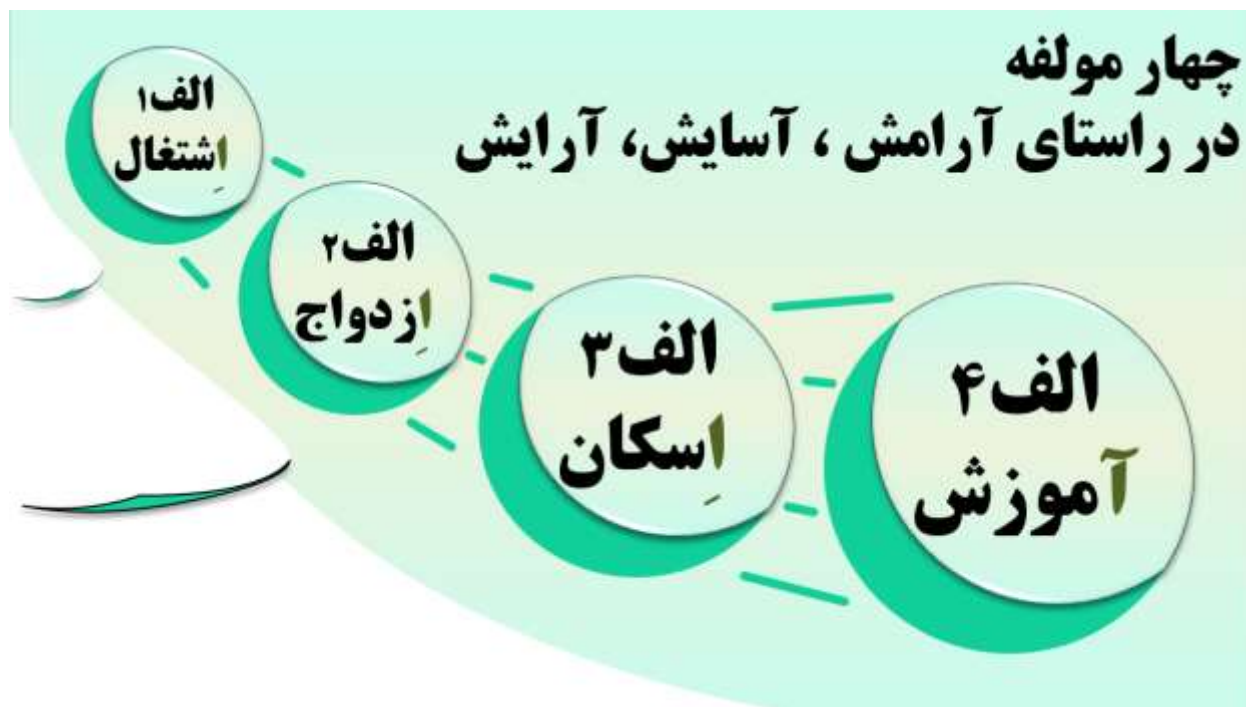 چهار مولفه
در راستای آرامش ، آسایش، آرایش
الف۱
اِشتغال
الف۲
اِزدواج
الف۳
اِسکان
الف۴
آموزش